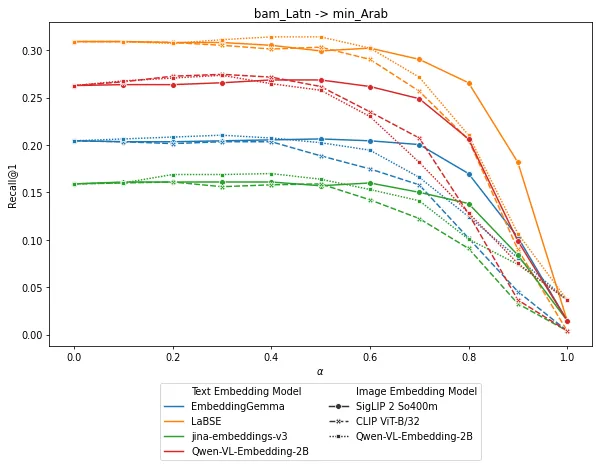 bam_Latn -> min_Arab
Recall@1
0.30
0.25
0.20
0.15
0.10
0.05
0.00
0.0 0.2 0.4 0.6 0.8 1.0
α
Text Embedding Model Image Embedding Model
EmbeddingGemma SigLIP 2 So400m
LaBSE CLIP ViT-B/32
jina-embeddings-v3 Qwen-VL-Embedding-2B
Qwen-VL-Embedding-2B